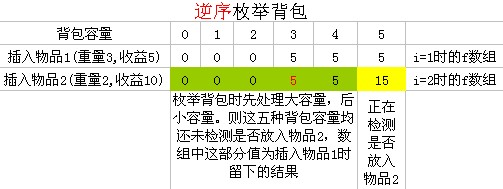 逆序枚举背包
背包容量 0 1 2 3 4 5
插入物品1(重量3,收益5) 0 0 0 5 5 5 i=1时的f数组
插入物品2(重量2,收益10) 0 0 0 5 5 15 i=2时的f数组
枚举背包时先处理大容量，后
小容量。则这五种背包容量均
还未检测是否放入物品2，数
组中这部分值为插入物品1时
留下的结果
正在
检测
是否
放入
物品2